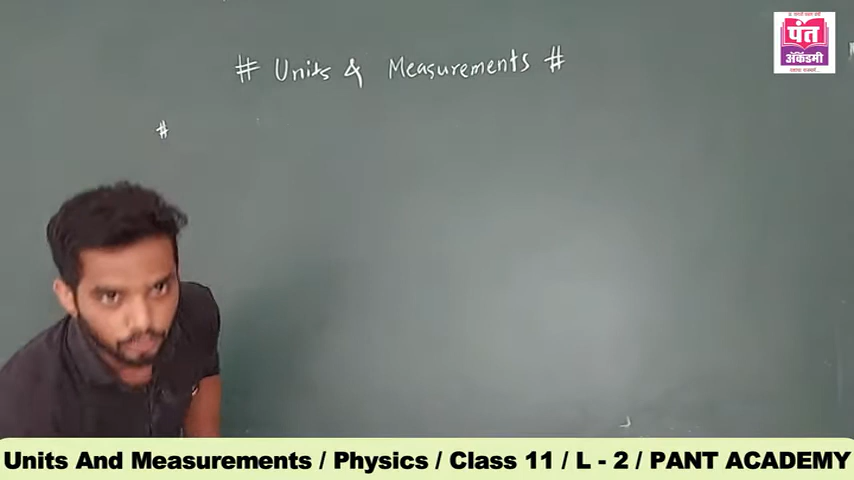 पंत
अ‍ॅकॅडमी
# Units & Measurements #
#
Units And Measurements / Physics / Class 11 / L - 2 / PANT ACADEMY